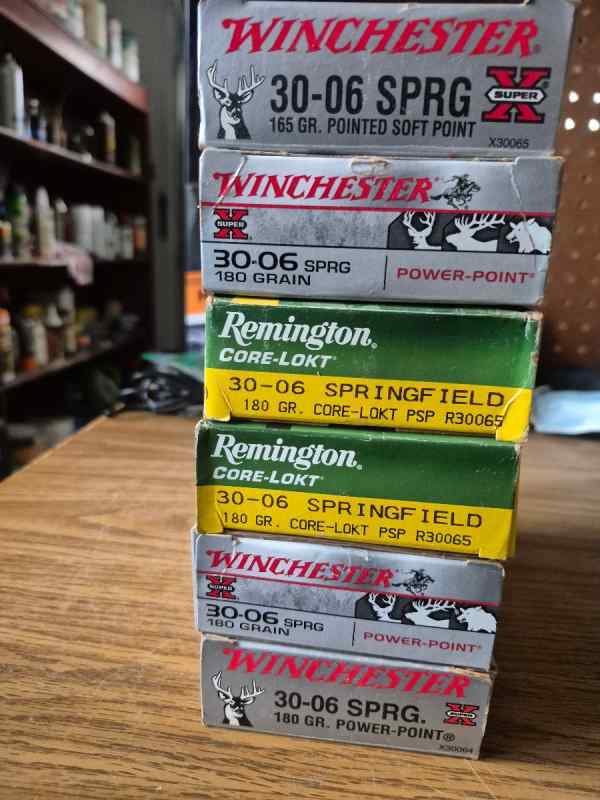 WINCHESTER®
30-06 SPRG
X
SUPER
165 GR. POINTED SOFT POINT
X30065
WINCHESTER
X
SUPER
30-06 SPRG
180 GRAIN
POWER-POINT®
Remington®
CORE-LOKT®
30-06 SPRINGFIELD
180 GR. CORE-LOKT PSP R30065
Remington®
CORE-LOKT®
30-06 SPRINGFIELD
180 GR. CORE-LOKT PSP R30065
WINCHESTER
X
SUPER
30-06 SPRG
180 GRAIN
POWER-POINT®
WINCHESTER
30-06 SPRG.
X
SUPER
180 GR. POWER-POINT®
X30064